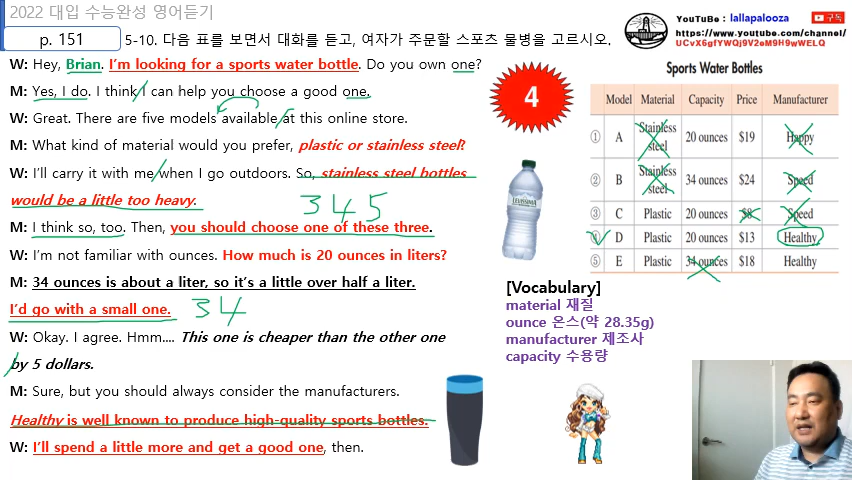 2022 대입 수능완성 영어듣기
p. 151
5-10. 다음 표를 보면서 대화를 듣고, 여자가 주문할 스포츠 물병을 고르시오.
YouTuBe : lallapalooza
구독
https://www.youtube.com/channel/
UCvX6gfYWQj9V2eM9H9wWELQ
W: Hey, Brian. I'm looking for a sports water bottle. Do you own one?
M: Yes, I do. I think I can help you choose a good one.
W: Great. There are five models available at this online store.
M: What kind of material would you prefer, plastic or stainless steel?
W: I'll carry it with me when I go outdoors. So, stainless steel bottles
would be a little too heavy.
3 4 5
M: I think so, too. Then, you should choose one of these three.
W: I'm not familiar with ounces. How much is 20 ounces in liters?
M: 34 ounces is about a liter, so it's a little over half a liter.
I'd go with a small one.
3 4
W: Okay. I agree. Hmm.... This one is cheaper than the other one
by 5 dollars.
M: Sure, but you should always consider the manufacturers.
Healthy is well known to produce high-quality sports bottles.
W: I'll spend a little more and get a good one, then.
4
Sports Water Bottles
Model Material Capacity Price Manufacturer
① A Stainless steel 20 ounces $19 Happy
② B Stainless steel 34 ounces $24 Speed
③ C Plastic 20 ounces $8 Speed
④ D Plastic 20 ounces $13 Healthy
⑤ E Plastic 34 ounces $18 Healthy
[Vocabulary]
material 재질
ounce 온스(약 28.35g)
manufacturer 제조사
capacity 수용량